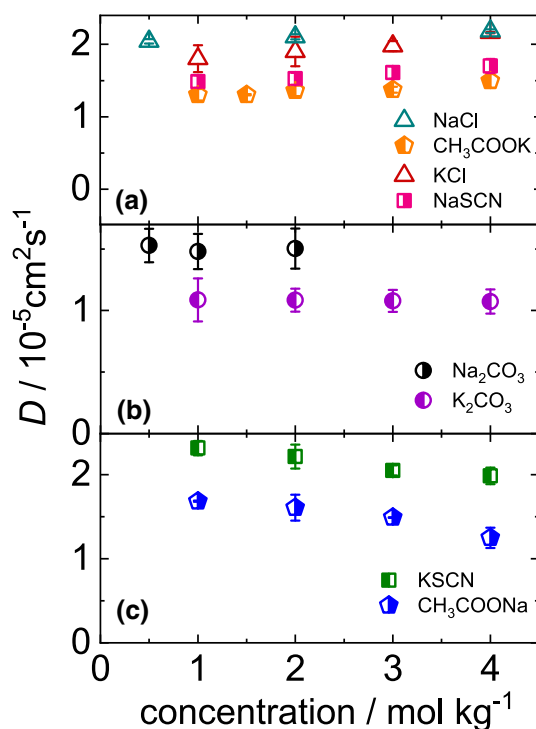 2
1
0
(a)
NaCl
CH₃COOK
KCl
NaSCN
D / 10⁻⁵cm²s⁻¹
1
0
(b)
Na₂CO₃
K₂CO₃
2
1
0
(c)
KSCN
CH₃COONa
0 1 2 3 4
concentration / mol kg⁻¹